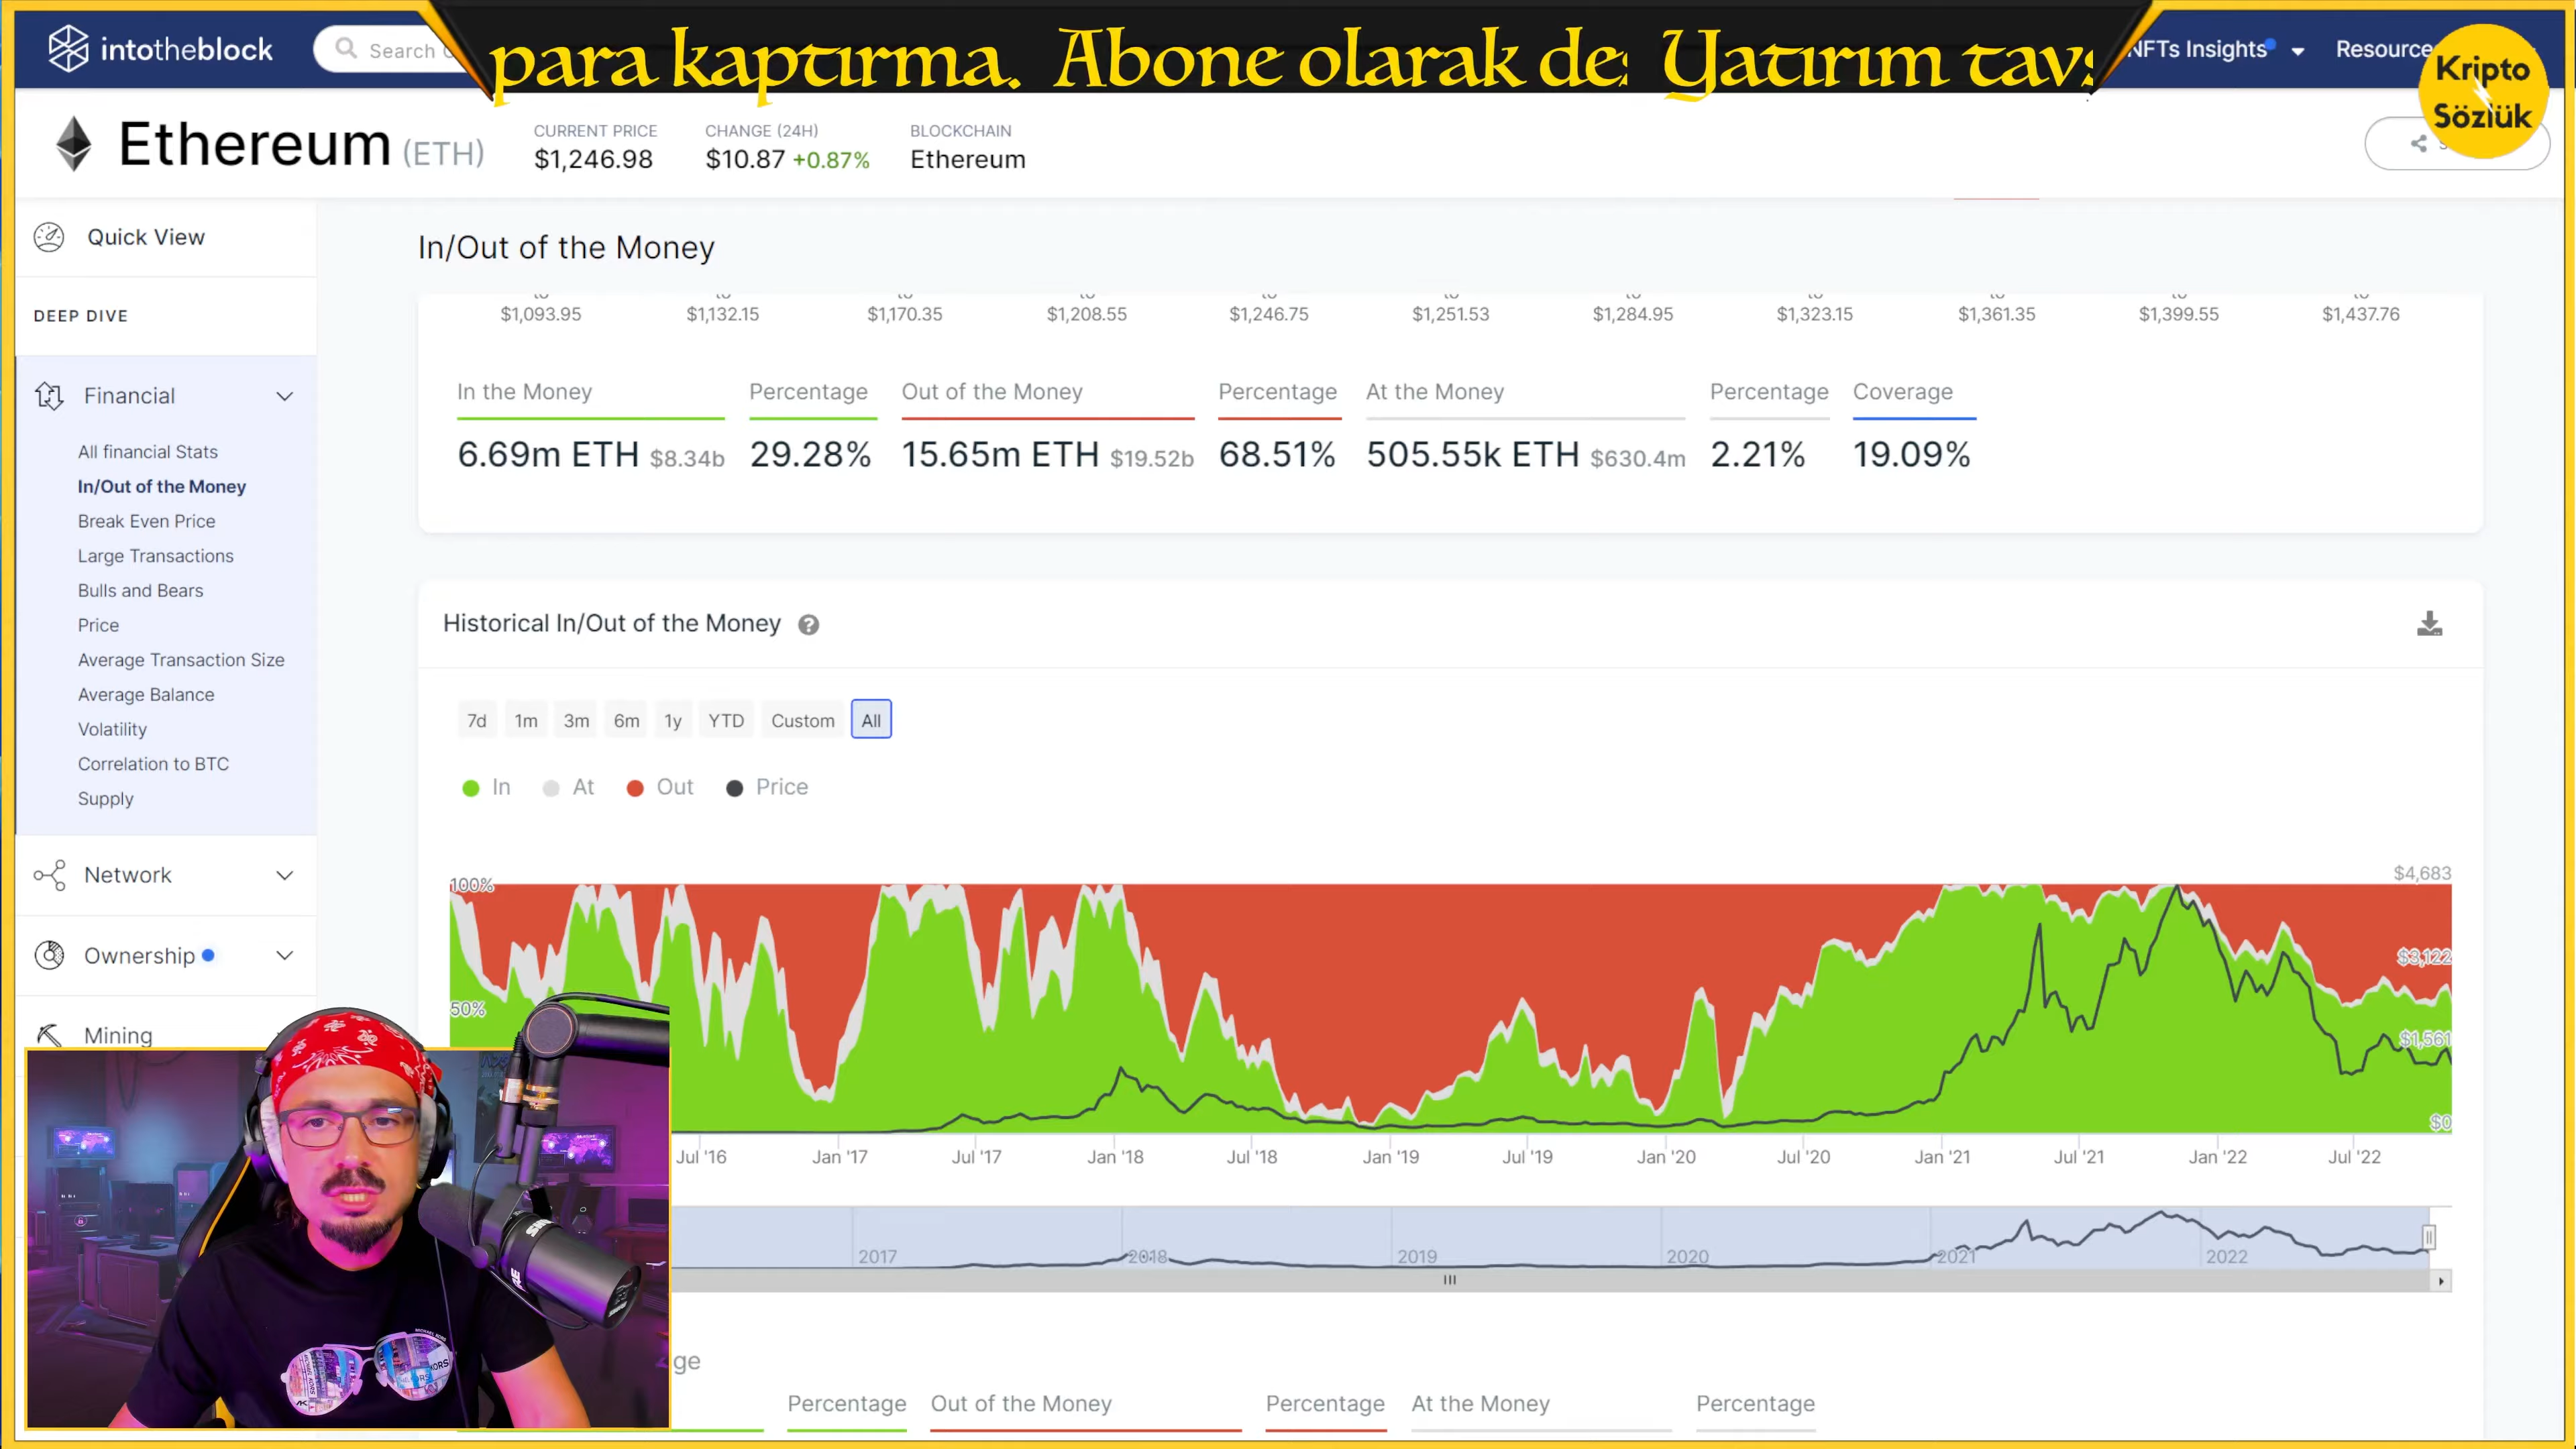 para kaptırma. Abone olarak des Yatırım tavs
intotheblock
Search
NFTs Insights
Resource
Kripto
Sözlük
Ethereum (ETH)
CURRENT PRICE
$1,246.98
CHANGE (24H)
$10.87 +0.87%
BLOCKCHAIN
Ethereum
Quick View
DEEP DIVE
Financial
All financial Stats
In/Out of the Money
Break Even Price
Large Transactions
Bulls and Bears
Price
Average Transaction Size
Average Balance
Volatility
Correlation to BTC
Supply
Network
Ownership
Mining
In/Out of the Money
$1,093.95 $1,132.15 $1,170.35 $1,208.55 $1,246.75 $1,251.53 $1,284.95 $1,323.15 $1,361.35 $1,399.55 $1,437.76
In the Money Percentage Out of the Money Percentage At the Money Percentage Coverage
6.69m ETH $8.34b 29.28% 15.65m ETH $19.52b 68.51% 505.55k ETH $630.4m 2.21% 19.09%
Historical In/Out of the Money
7d 1m 3m 6m 1y YTD Custom All
In At Out Price
100%
50%
$4,683
$3,122
$1,561
$0
Jul '16 Jan '17 Jul '17 Jan '18 Jul '18 Jan '19 Jul '19 Jan '20 Jul '20 Jan '21 Jul '21 Jan '22 Jul '22
2017 2018 2019 2020 2021 2022
ge
Percentage Out of the Money Percentage At the Money Percentage